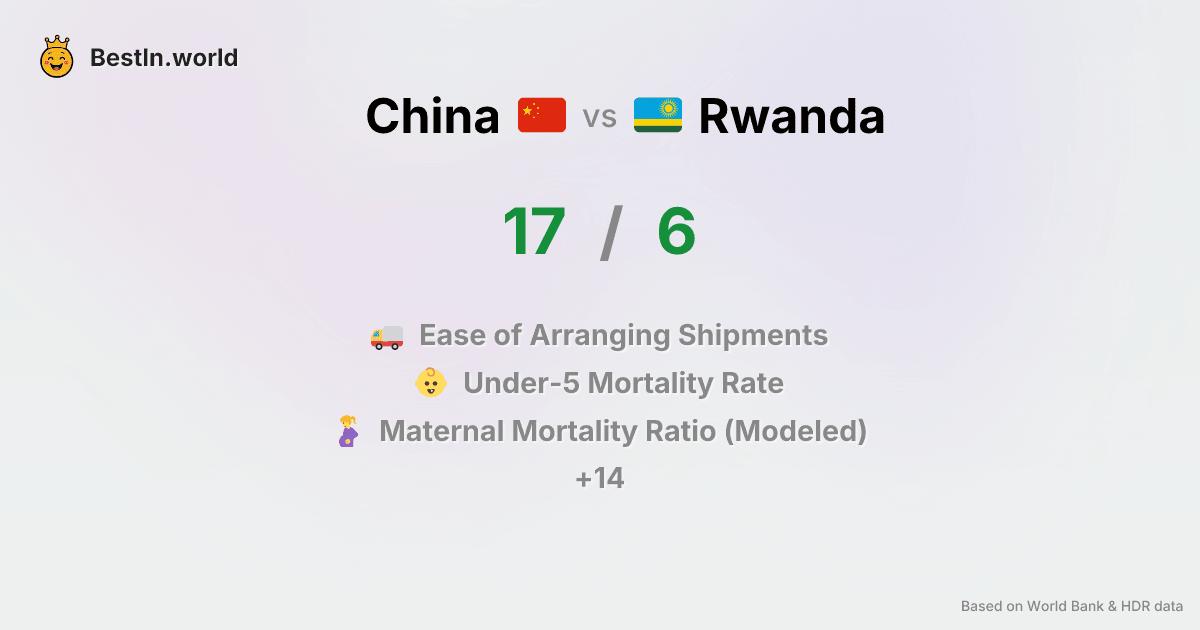 BestIn.world
China vs Rwanda
17 / 6
Ease of Arranging Shipments
Under-5 Mortality Rate
Maternal Mortality Ratio (Modeled)
+14
Based on World Bank & HDR data